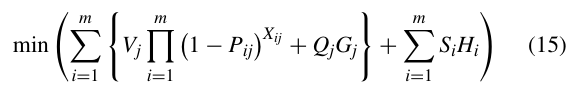 min ( ∑_{i=1}^{m} { V_j ∏_{i=1}^{m} (1 − P_{ij})^{X_{ij}} + Q_j G_j } + ∑_{i=1}^{m} S_i H_i ) (15)